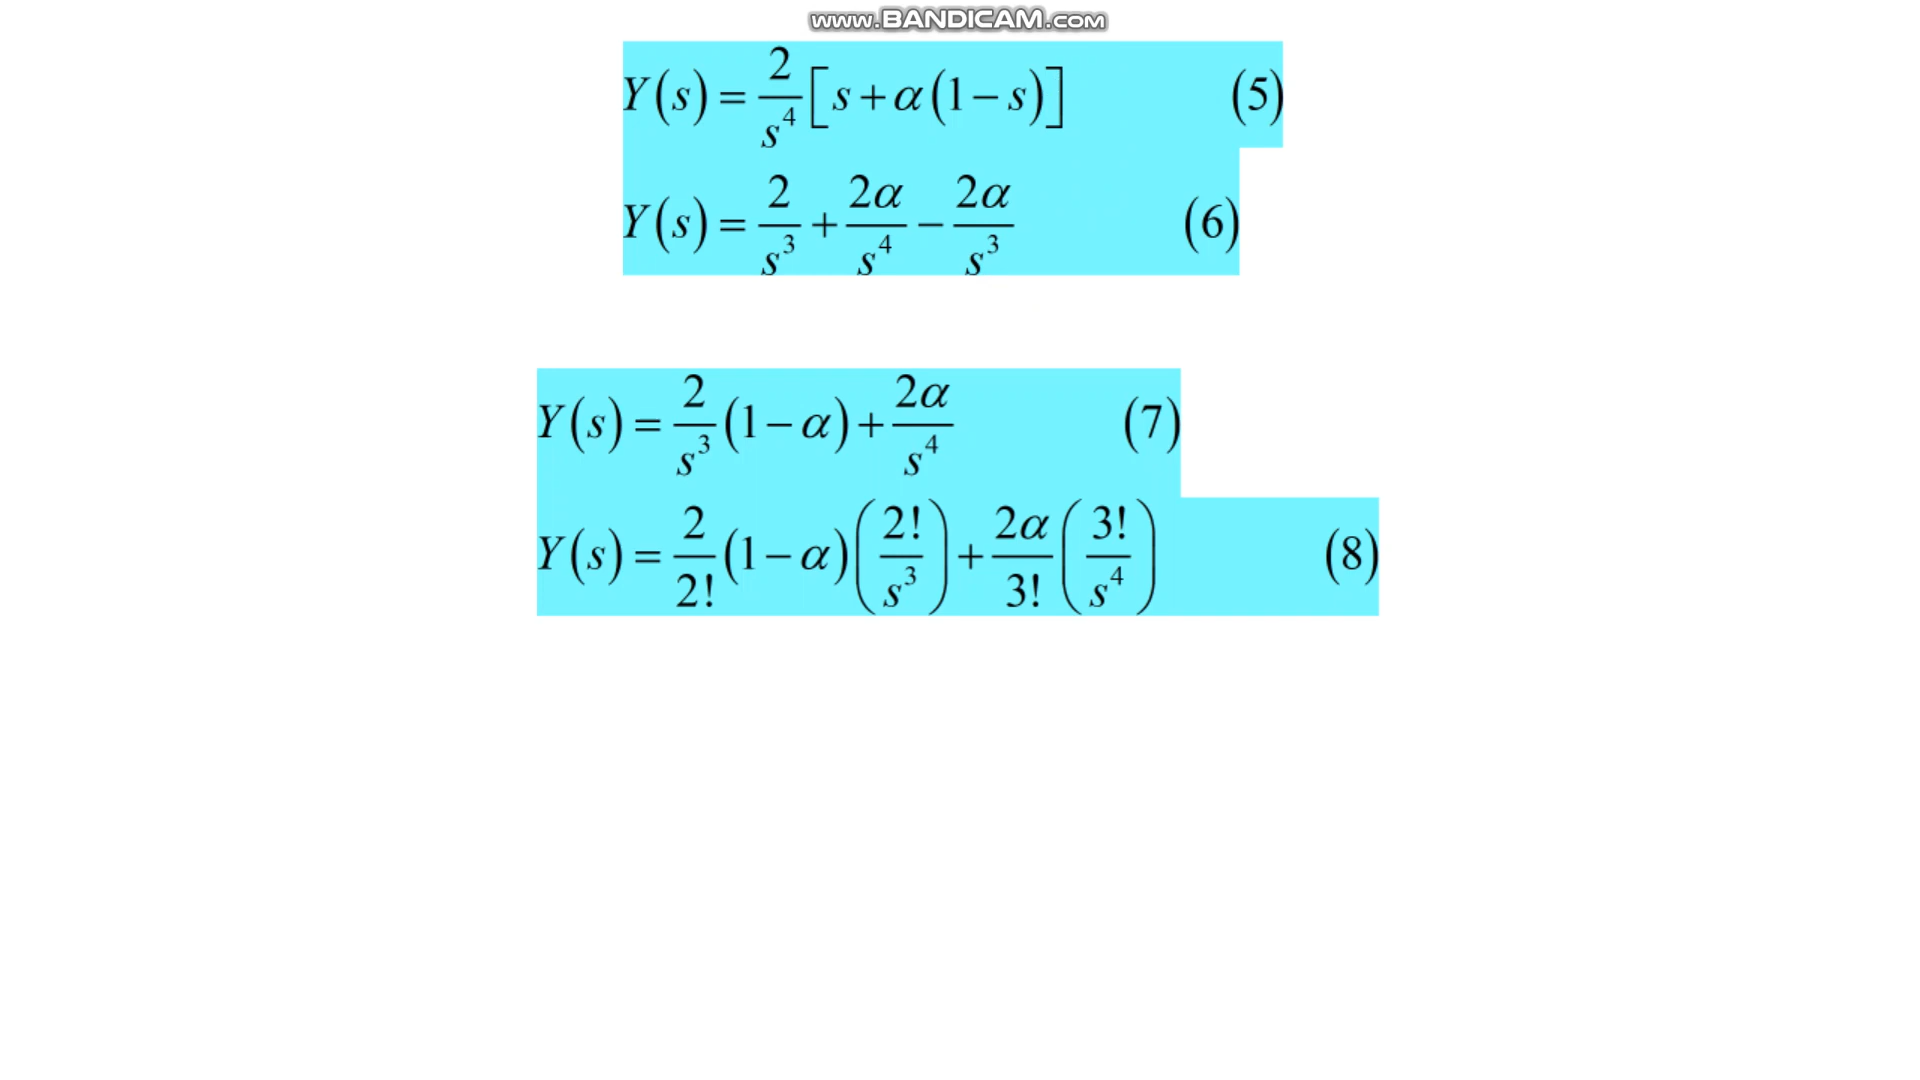 www.BANDICAM.com
Y(s) = 2/s^4 [s + α(1 − s)] (5)
Y(s) = 2/s^3 + 2α/s^4 − 2α/s^3 (6)
Y(s) = 2/s^3 (1 − α) + 2α/s^4 (7)
Y(s) = 2/2! (1 − α)(2!/s^3) + 2α/3! (3!/s^4) (8)